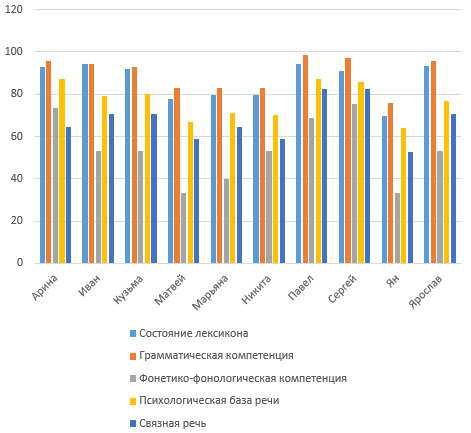 120
100
80
60
40
20
0
Арина
Иван
Кузьма
Матвей
Марьяна
Никита
Павел
Сергей
Ян
Ярослав
Состояние лексикона
Грамматическая компетенция
Фонетико-фонологическая компетенция
Психологическая база речи
Связная речь